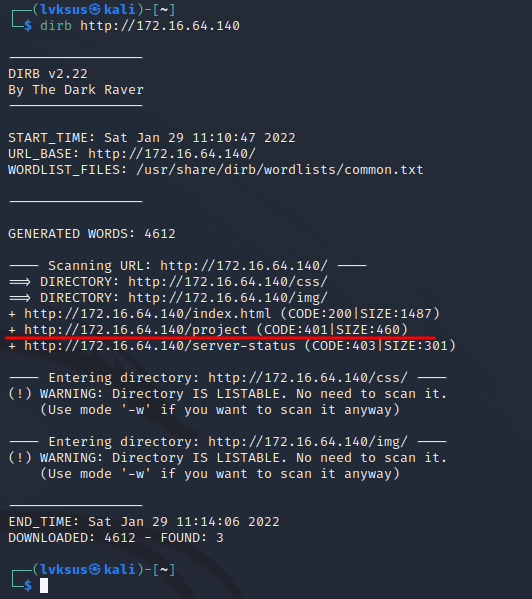 ┌──(lvksus㉿kali)-[~]
└─$ dirb http://172.16.64.140

-----------------
DIRB v2.22
By The Dark Raver
-----------------

START_TIME: Sat Jan 29 11:10:47 2022
URL_BASE: http://172.16.64.140/
WORDLIST_FILES: /usr/share/dirb/wordlists/common.txt

-----------------

GENERATED WORDS: 4612

---- Scanning URL: http://172.16.64.140/ ----
==> DIRECTORY: http://172.16.64.140/css/
==> DIRECTORY: http://172.16.64.140/img/
+ http://172.16.64.140/index.html (CODE:200|SIZE:1487)
+ http://172.16.64.140/project (CODE:401|SIZE:460)
+ http://172.16.64.140/server-status (CODE:403|SIZE:301)

---- Entering directory: http://172.16.64.140/css/ ----
(!) WARNING: Directory IS LISTABLE. No need to scan it.
    (Use mode '-w' if you want to scan it anyway)

---- Entering directory: http://172.16.64.140/img/ ----
(!) WARNING: Directory IS LISTABLE. No need to scan it.
    (Use mode '-w' if you want to scan it anyway)

-----------------
END_TIME: Sat Jan 29 11:14:06 2022
DOWNLOADED: 4612 - FOUND: 3

┌──(lvksus㉿kali)-[~]
└─$